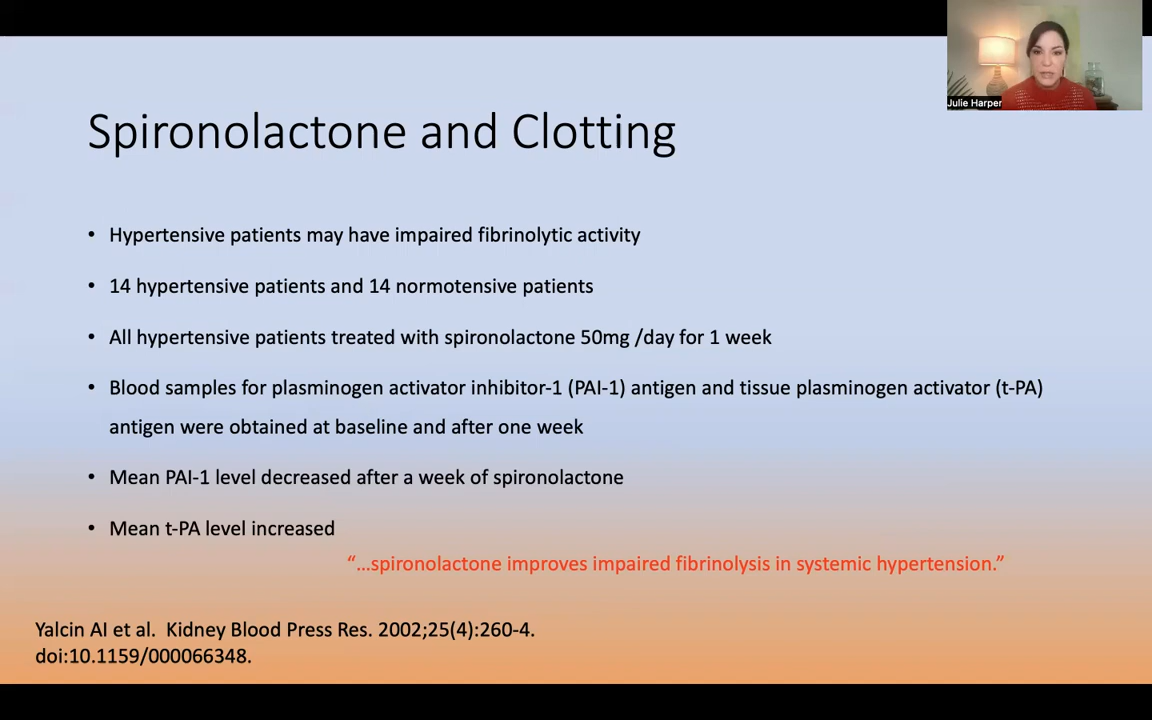 Julie Harper
Spironolactone and Clotting
• Hypertensive patients may have impaired fibrinolytic activity
• 14 hypertensive patients and 14 normotensive patients
• All hypertensive patients treated with spironolactone 50mg /day for 1 week
• Blood samples for plasminogen activator inhibitor-1 (PAI-1) antigen and tissue plasminogen activator (t-PA)
antigen were obtained at baseline and after one week
• Mean PAI-1 level decreased after a week of spironolactone
• Mean t-PA level increased
“…spironolactone improves impaired fibrinolysis in systemic hypertension.”
Yalcin AI et al.  Kidney Blood Press Res. 2002;25(4):260-4.
doi:10.1159/000066348.